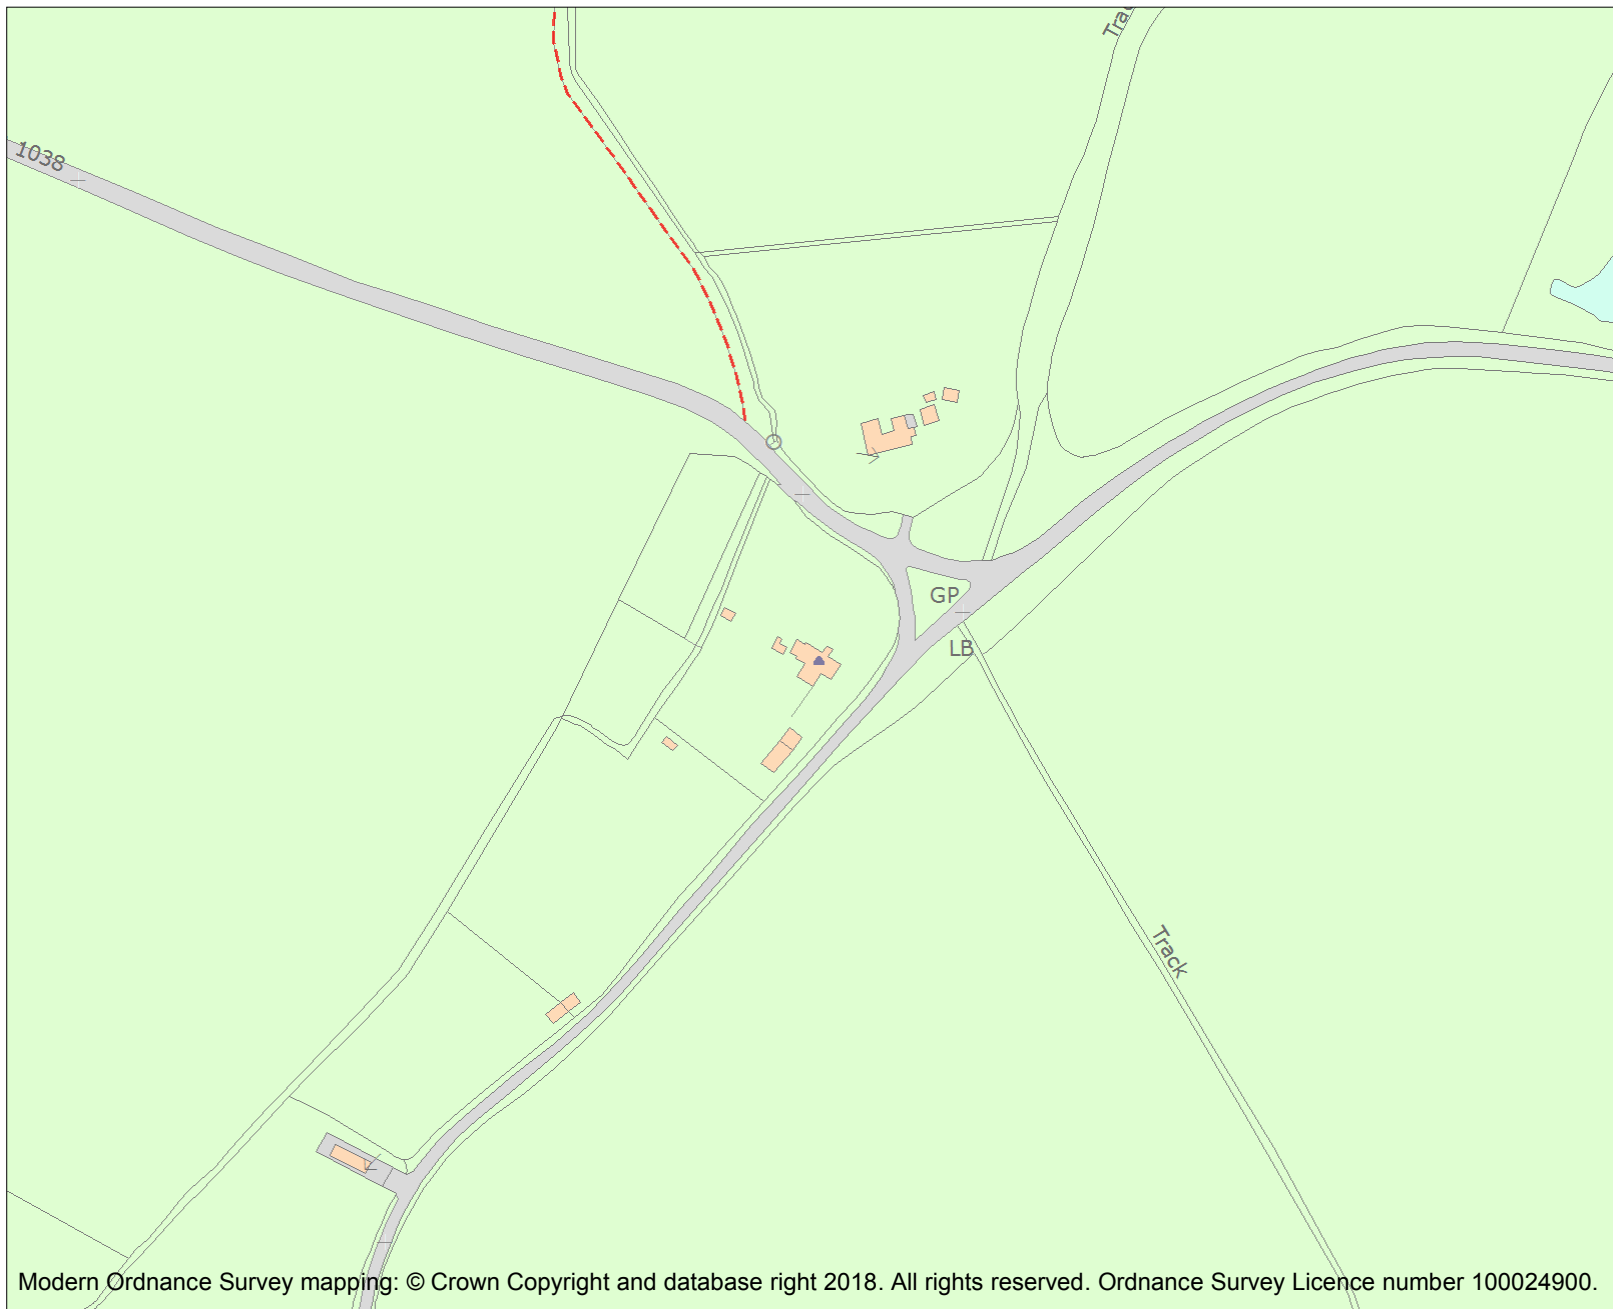 1038
GP
LB
Track
Modern Ordnance Survey mapping: © Crown Copyright and database right 2018. All rights reserved. Ordnance Survey Licence number 100024900.